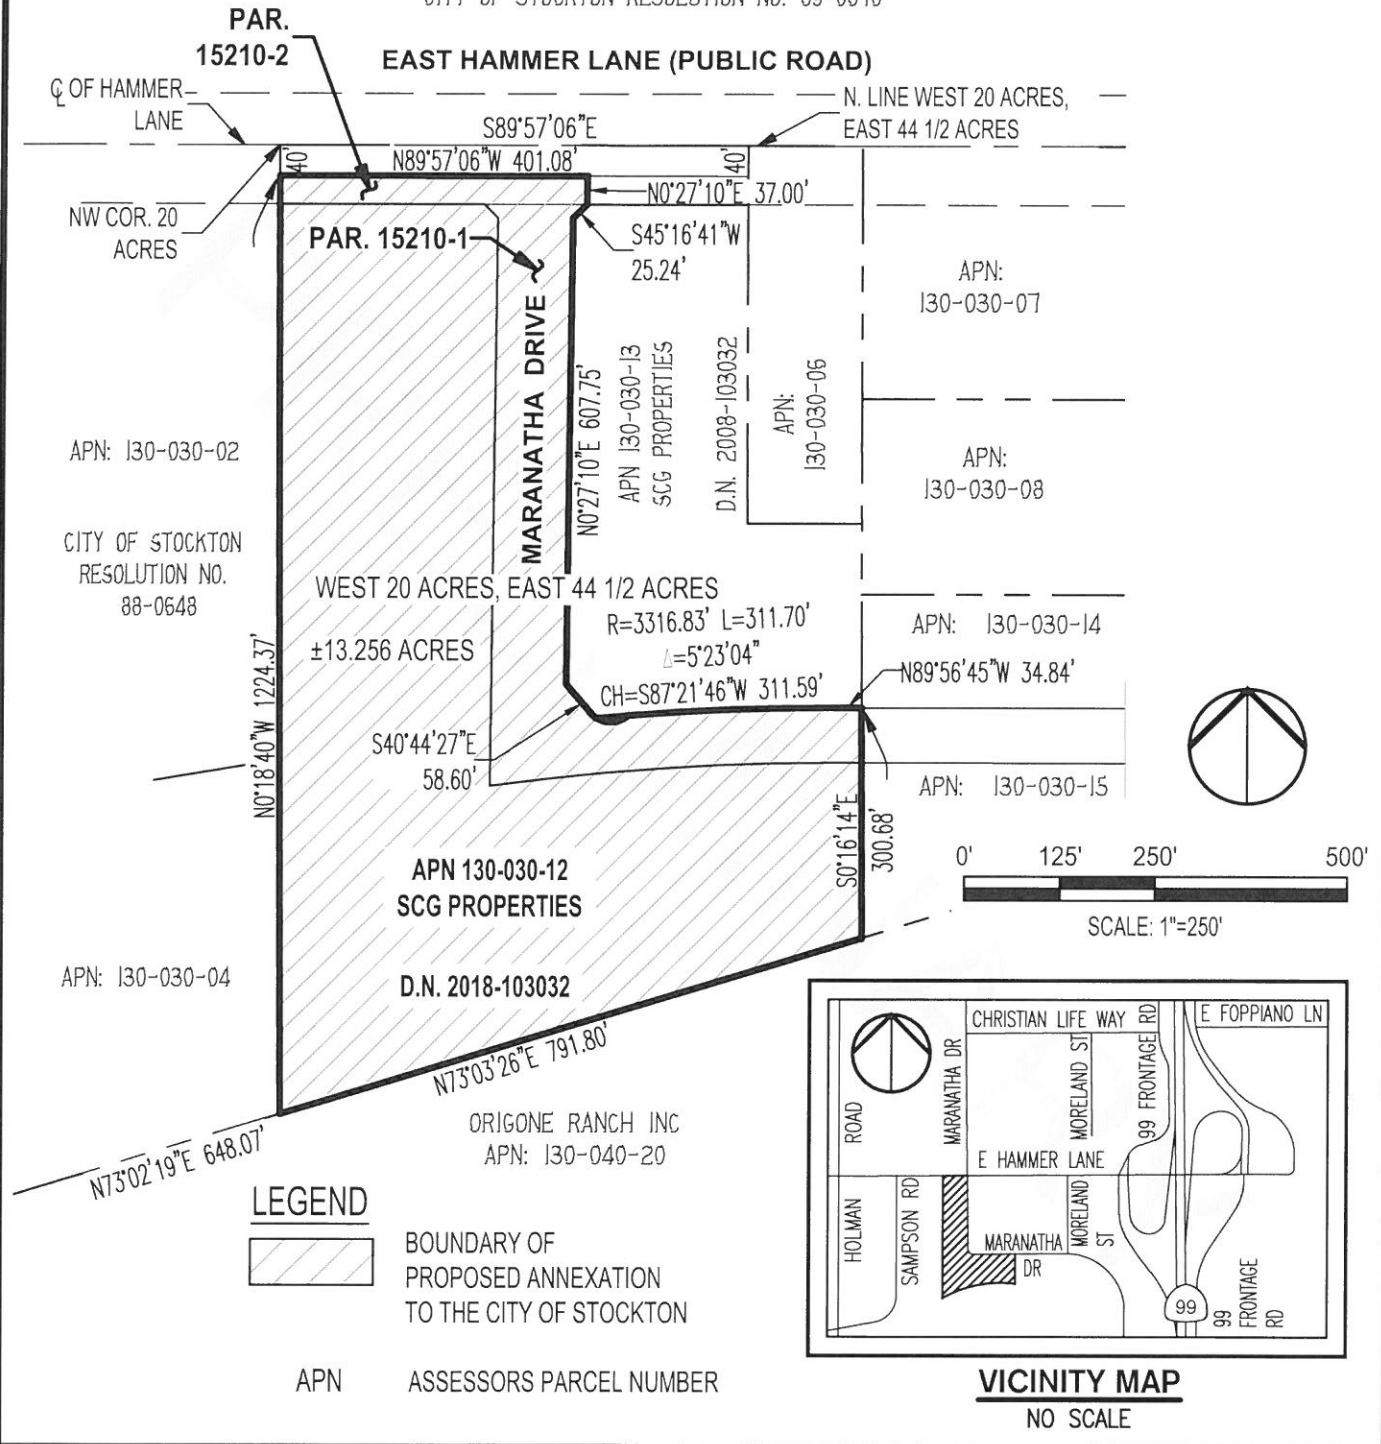 CITY OF STOCKTON RESOLUTION NO.
PAR.
15210-2
EAST HAMMER LANE (PUBLIC ROAD)
℄ OF HAMMER
LANE
N. LINE WEST 20 ACRES,
EAST 44 1/2 ACRES
S89°57'06"E
40'
N89°57'06"W 401.08'
40'
N0°27'10"E 37.00'
NW COR. 20
ACRES
PAR. 15210-1
S45°16'41"W
25.24'
APN:
130-030-07
MARANATHA DRIVE
N0°27'10"E 607.75'
APN 130-030-13
SCG PROPERTIES
D.N. 2008-103032
APN:
130-030-06
APN: 130-030-02
APN:
130-030-08
CITY OF STOCKTON
RESOLUTION NO.
88-0648
WEST 20 ACRES, EAST 44 1/2 ACRES
R=3316.83' L=311.70'
Δ=5°23'04"
CH=S87°21'46"W 311.59'
APN: 130-030-14
±13.256 ACRES
N89°56'45"W 34.84'
N0°18'40"W 1224.37'
S40°44'27"E
58.60'
APN: 130-030-15
S0°16'14"E
300.68'
APN 130-030-12
SCG PROPERTIES
D.N. 2018-103032
0' 125' 250' 500'
SCALE: 1"=250'
APN: 130-030-04
N73°03'26"E 791.80'
ORIGONE RANCH INC
APN: 130-040-20
N73°02'19"E 648.07'
LEGEND
BOUNDARY OF
PROPOSED ANNEXATION
TO THE CITY OF STOCKTON
APN ASSESSORS PARCEL NUMBER
CHRISTIAN LIFE WAY
E FOPPIANO LN
ROAD
MARANATHA DR
MORELAND ST
99 FRONTAGE RD
E HAMMER LANE
HOLMAN
SAMPSON RD
MARANATHA
DR
MORELAND
ST
99
99
FRONTAGE
RD
VICINITY MAP
NO SCALE